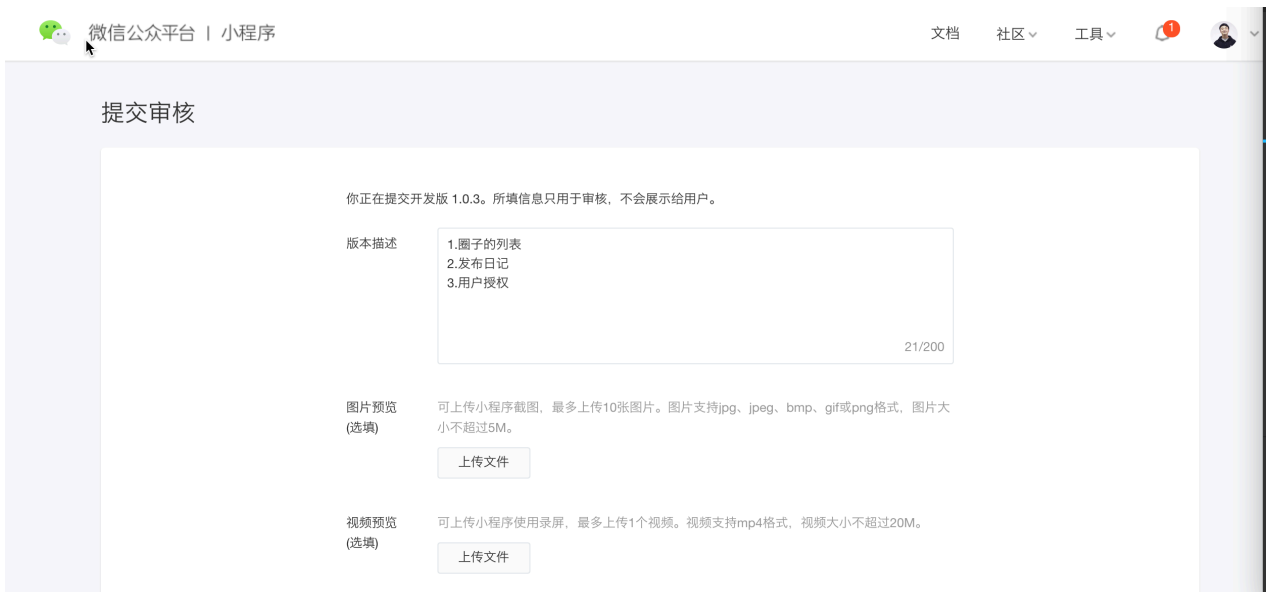 微信公众平台 | 小程序
文档 社区 工具 1
提交审核
你正在提交开发版 1.0.3。所填信息只用于审核，不会展示给用户。
版本描述
1.圈子的列表
2.发布日记
3.用户授权
21/200
图片预览
(选填)
可上传小程序截图，最多上传10张图片。图片支持jpg、jpeg、bmp、gif或png格式，图片大
小不超过5M。
上传文件
视频预览
(选填)
可上传小程序使用录屏，最多上传1个视频。视频支持mp4格式，视频大小不超过20M。
上传文件